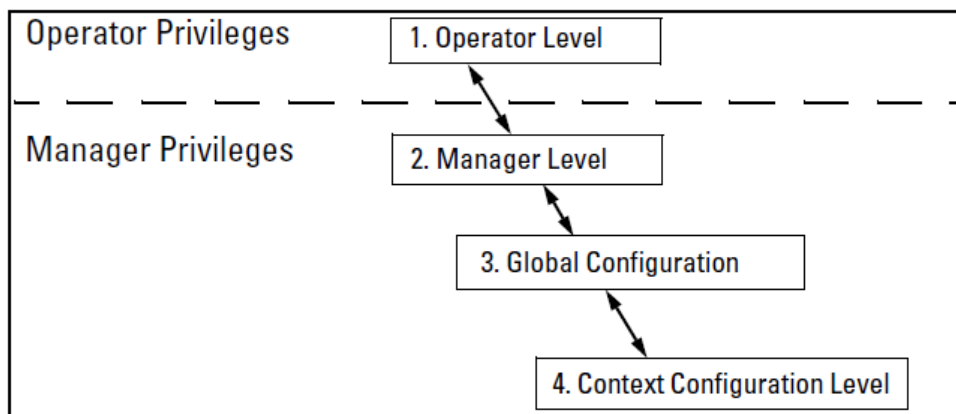 Operator Privileges
1. Operator Level
Manager Privileges
2. Manager Level
3. Global Configuration
4. Context Configuration Level